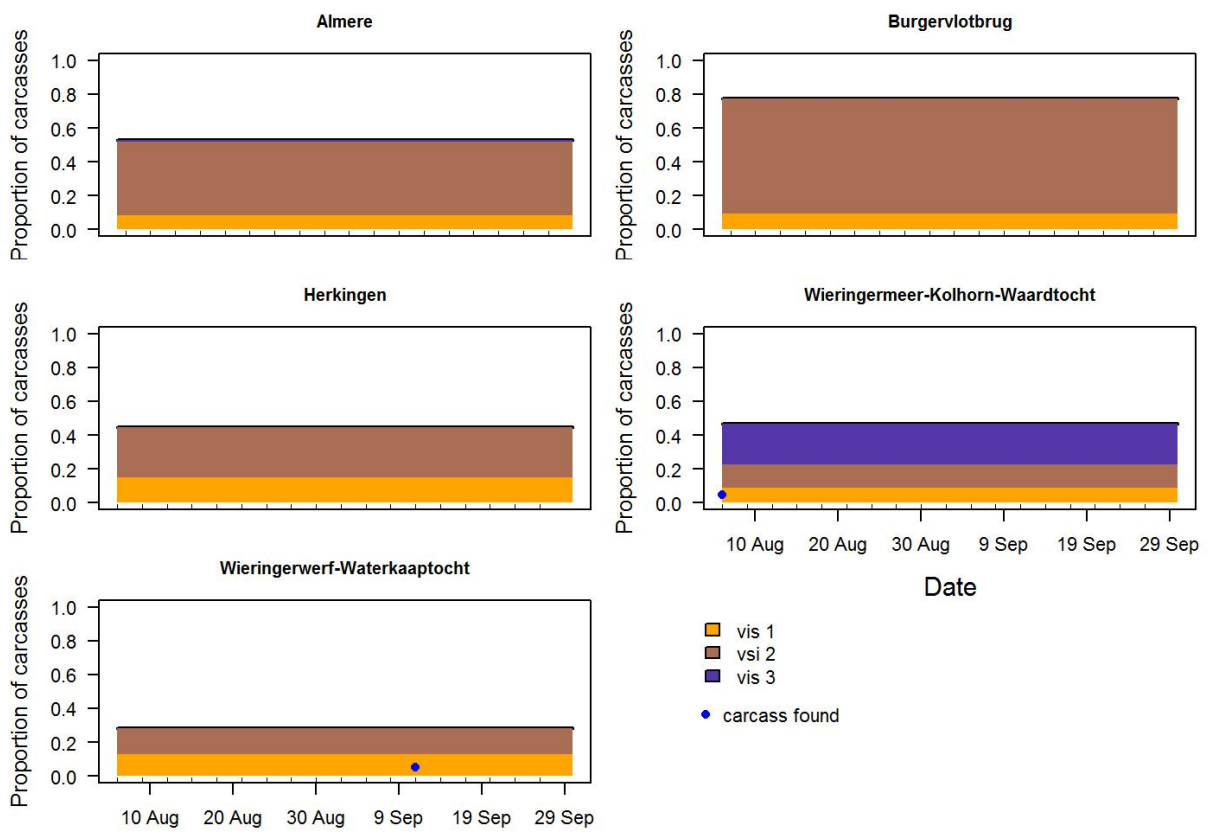 Almere
Proportion of carcasses
1.0
0.8
0.6
0.4
0.2
0.0
Burgervlotbrug
Proportion of carcasses
1.0
0.8
0.6
0.4
0.2
0.0
Herkingen
Proportion of carcasses
1.0
0.8
0.6
0.4
0.2
0.0
Wieringermeer-Kolhorn-Waardtocht
Proportion of carcasses
1.0
0.8
0.6
0.4
0.2
0.0
10 Aug 20 Aug 30 Aug 9 Sep 19 Sep 29 Sep
Date
Wieringerwerf-Waterkaaptocht
Proportion of carcasses
1.0
0.8
0.6
0.4
0.2
0.0
10 Aug 20 Aug 30 Aug 9 Sep 19 Sep 29 Sep
vis 1
vsi 2
vis 3
carcass found